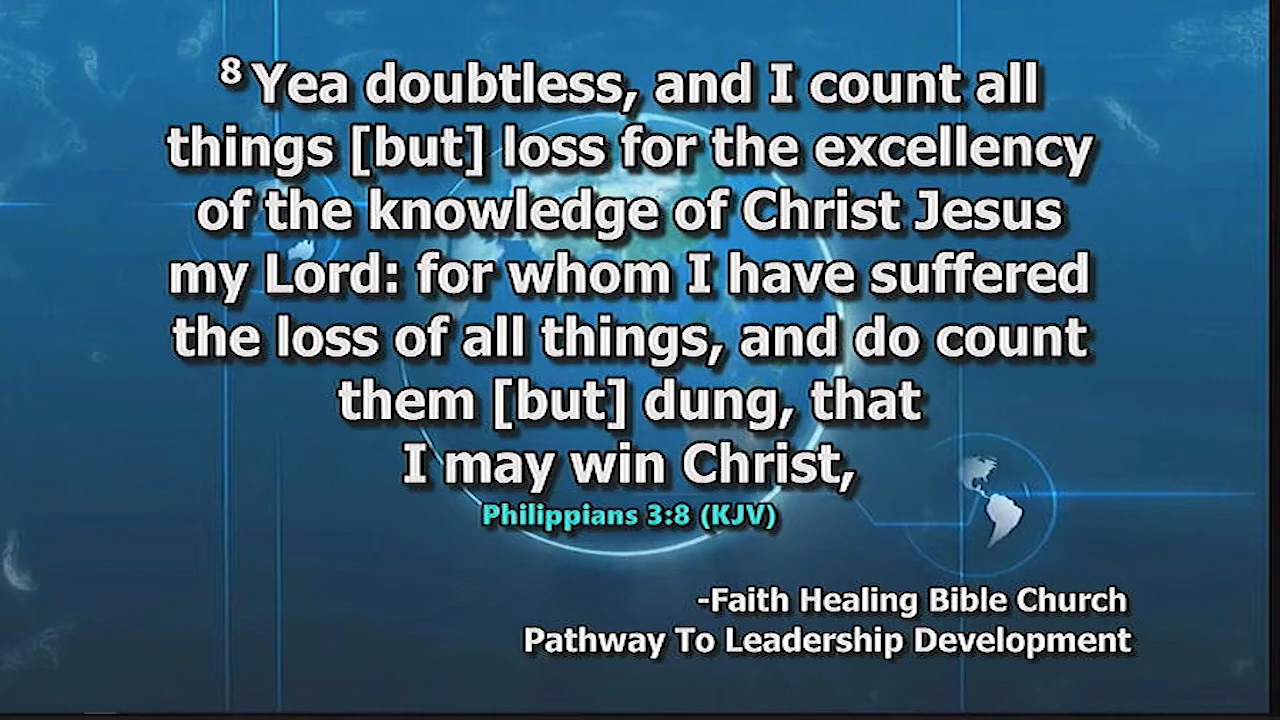 8 Yea doubtless, and I count all
things [but] loss for the excellency
of the knowledge of Christ Jesus
my Lord: for whom I have suffered
the loss of all things, and do count
them [but] dung, that
I may win Christ,
Philippians 3:8 (KJV)
-Faith Healing Bible Church
Pathway To Leadership Development